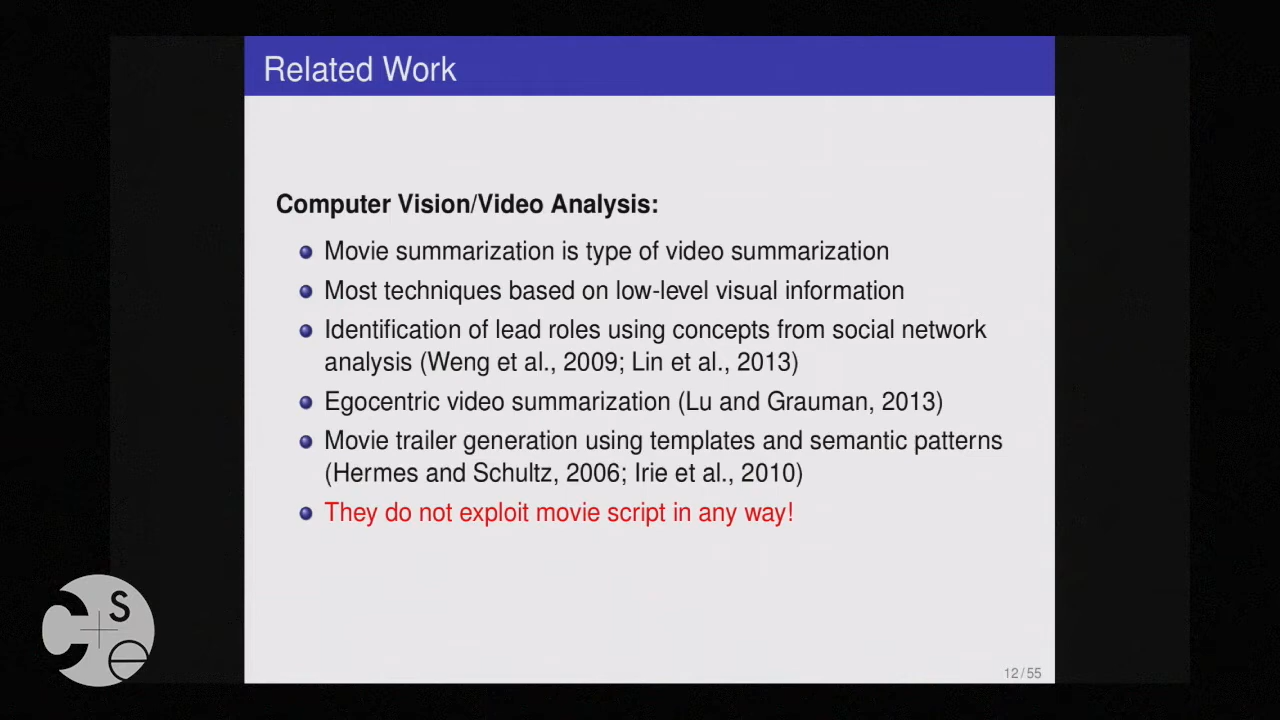 Related Work
Computer Vision/Video Analysis:
Movie summarization is type of video summarization
Most techniques based on low-level visual information
Identification of lead roles using concepts from social network
analysis (Weng et al., 2009; Lin et al., 2013)
Egocentric video summarization (Lu and Grauman, 2013)
Movie trailer generation using templates and semantic patterns
(Hermes and Schultz, 2006; Irie et al., 2010)
They do not exploit movie script in any way!
12/55
C
s
e